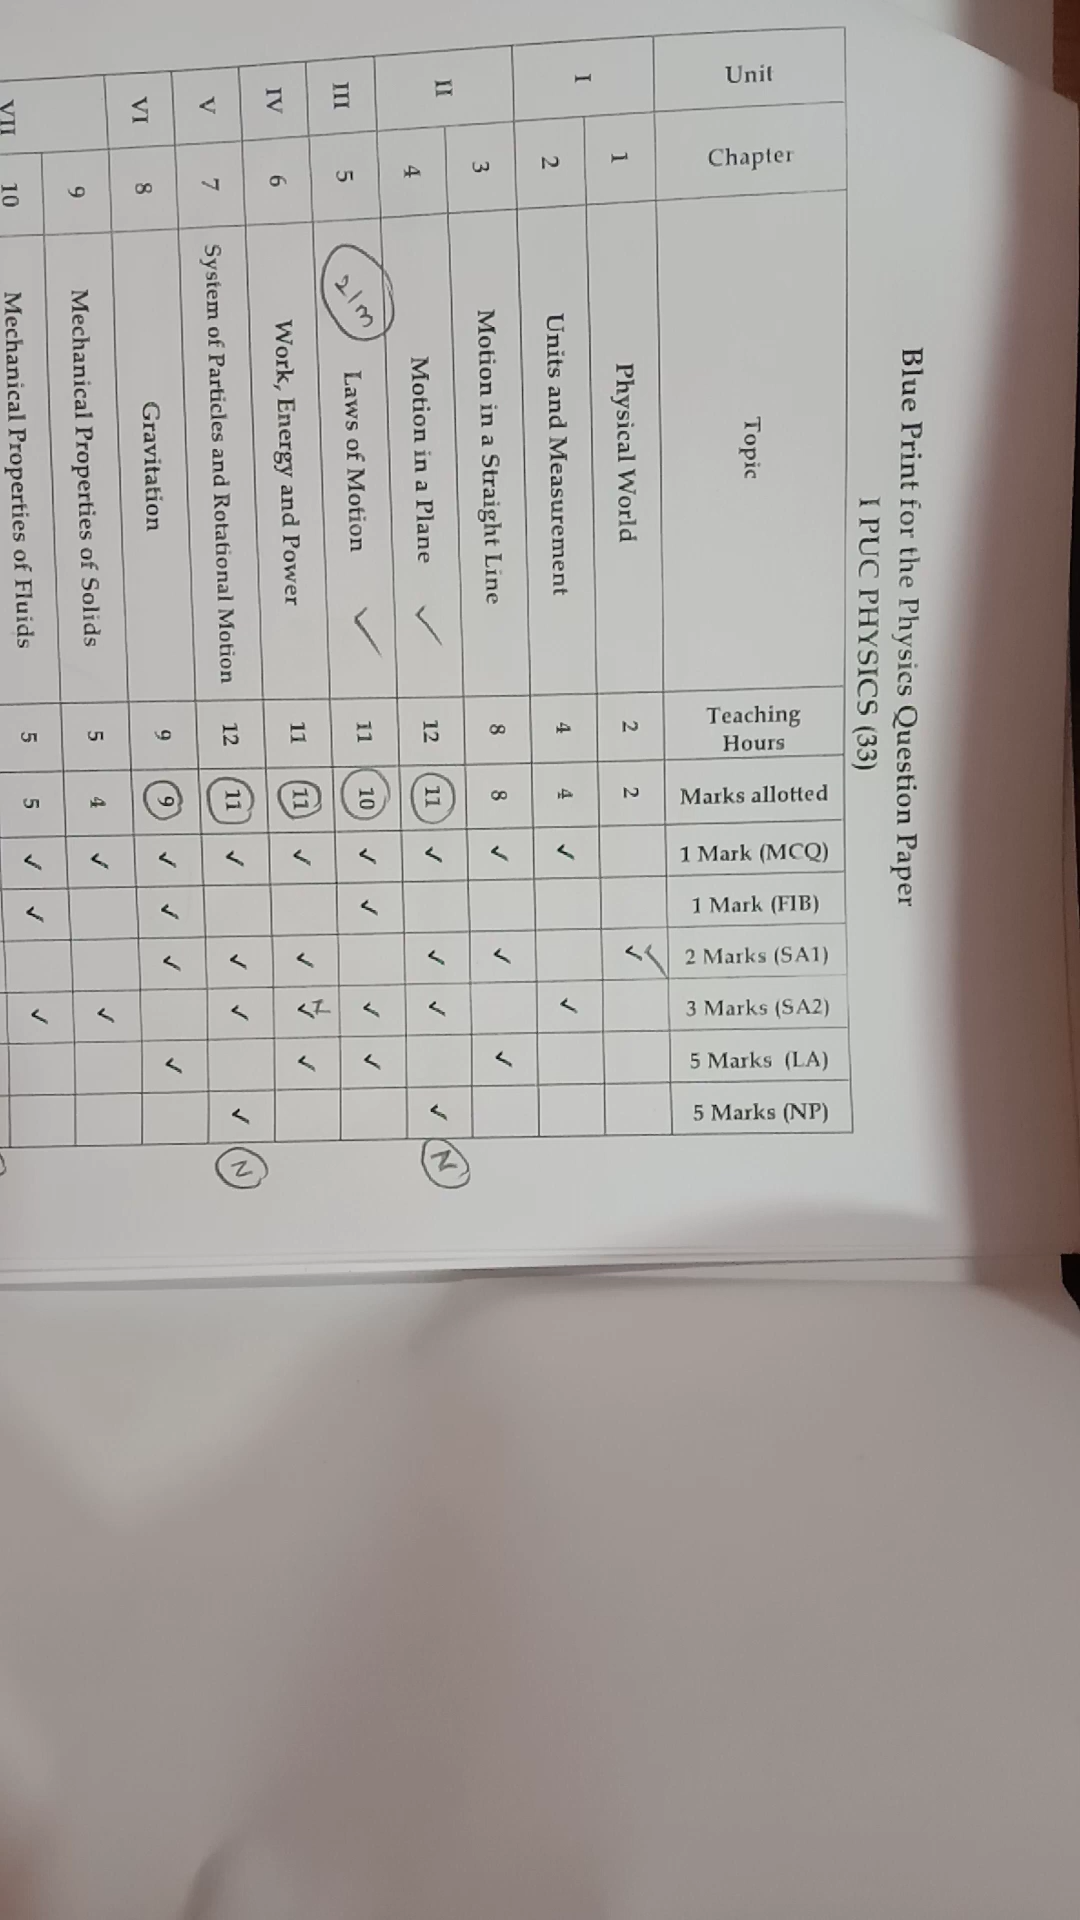 Blue Print for the Physics Question Paper
I PUC PHYSICS (33)
Unit Chapter Topic Teaching Hours Marks allotted 1 Mark (MCQ) 1 Mark (FIB) 2 Marks (SA1) 3 Marks (SA2) 5 Marks (LA) 5 Marks (NP)
I 1 Physical World 2 2 ✓
2 Units and Measurement 4 4 ✓ ✓
II 3 Motion in a Straight Line 8 8 ✓ ✓ ✓
4 Motion in a Plane ✓ 12 11 ✓ ✓ ✓ ✓ N
III 5 21m Laws of Motion ✓ 11 10 ✓ ✓ ✓ ✓
IV 6 Work, Energy and Power 11 11 ✓ ✓ ✓ ✓
V 7 System of Particles and Rotational Motion 12 11 ✓ ✓ ✓ ✓ N
VI 8 Gravitation 9 9 ✓ ✓ ✓ ✓
9 Mechanical Properties of Solids 5 4 ✓ ✓
VII 10 Mechanical Properties of Fluids 5 5 ✓ ✓ ✓